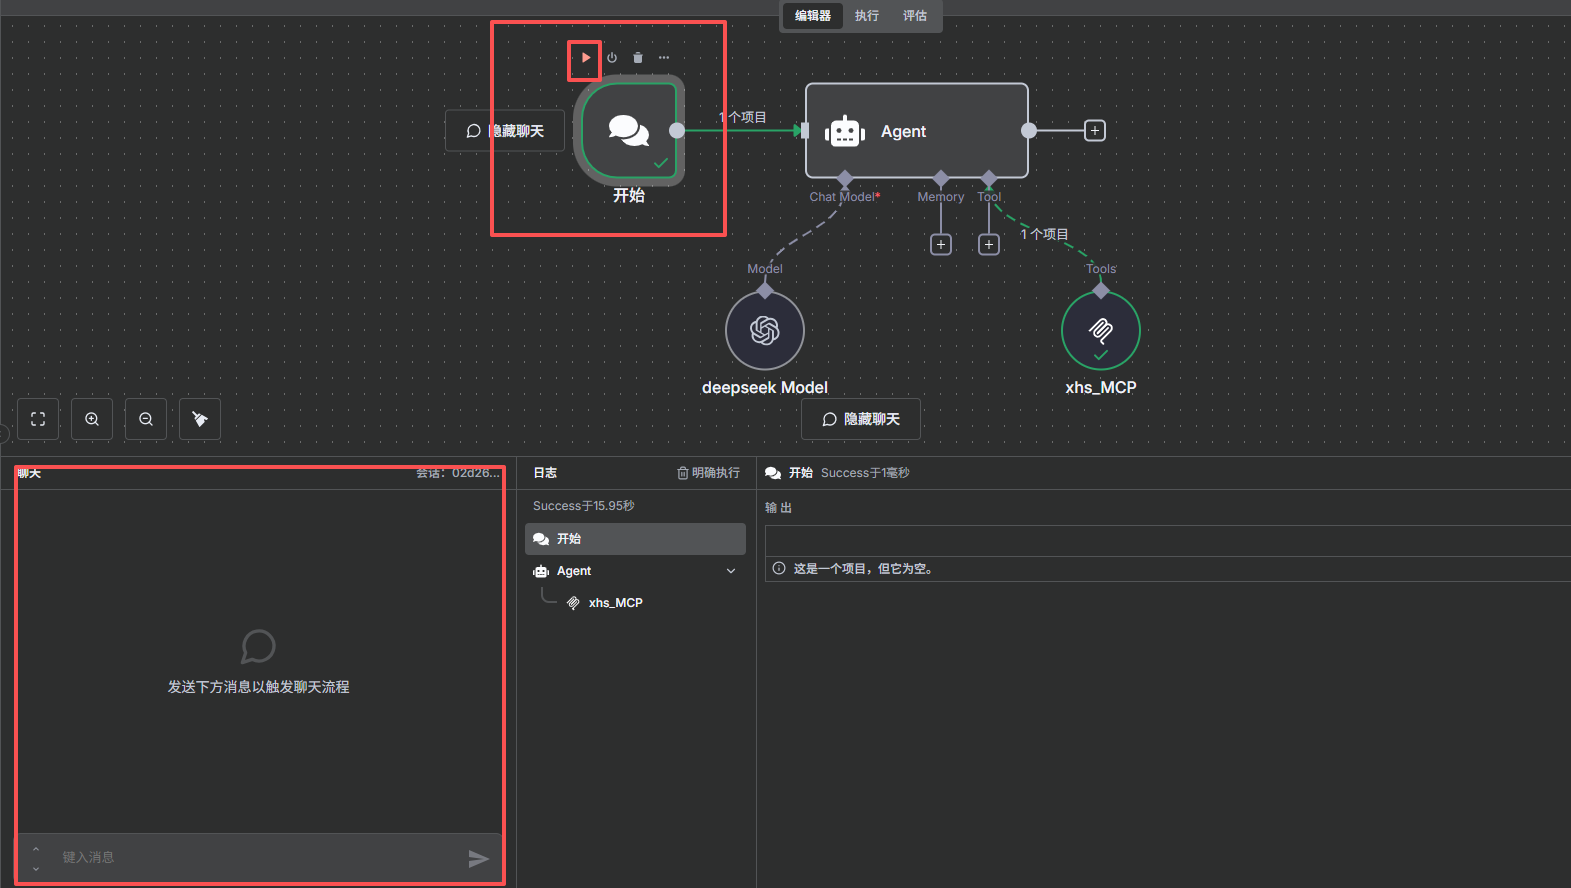 编辑器 执行 评估
隐藏聊天
1 个项目
Agent
开始
Chat Model*
Memory
Tool
1 个项目
Model
Tools
deepseek Model
xhs_MCP
隐藏聊天
聊天
会话：02d26...
发送下方消息以触发聊天流程
键入消息
日志
明确执行
Success于15.95秒
开始
Agent
xhs_MCP
开始 Success于1毫秒
输出
这是一个项目，但它为空。